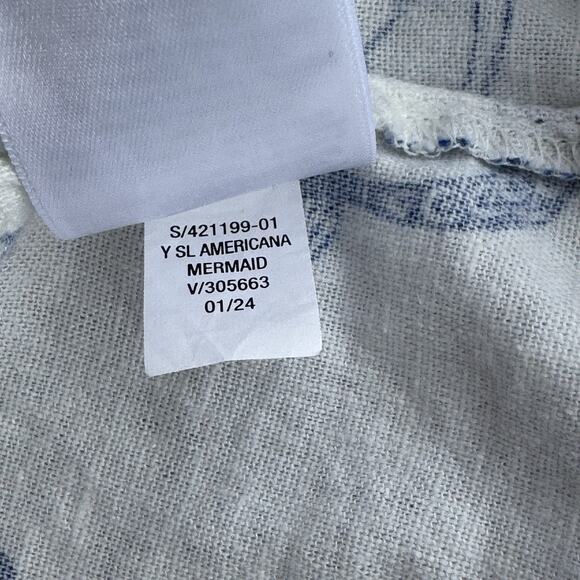 S/421199-01
Y SL AMERICANA
MERMAID
V/305663
01/24